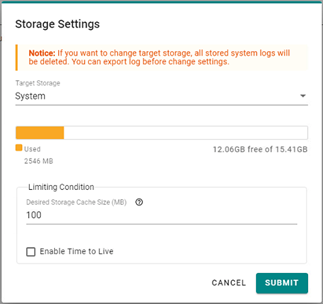 Storage Settings
Notice: If you want to change target storage, all stored system logs will
be deleted. You can export log before change settings.
Target Storage
System
Used
2546 MB
12.06GB free of 15.41GB
Limiting Condition
Desired Storage Cache Size (MB) ?
100
Enable Time to Live
CANCEL
SUBMIT